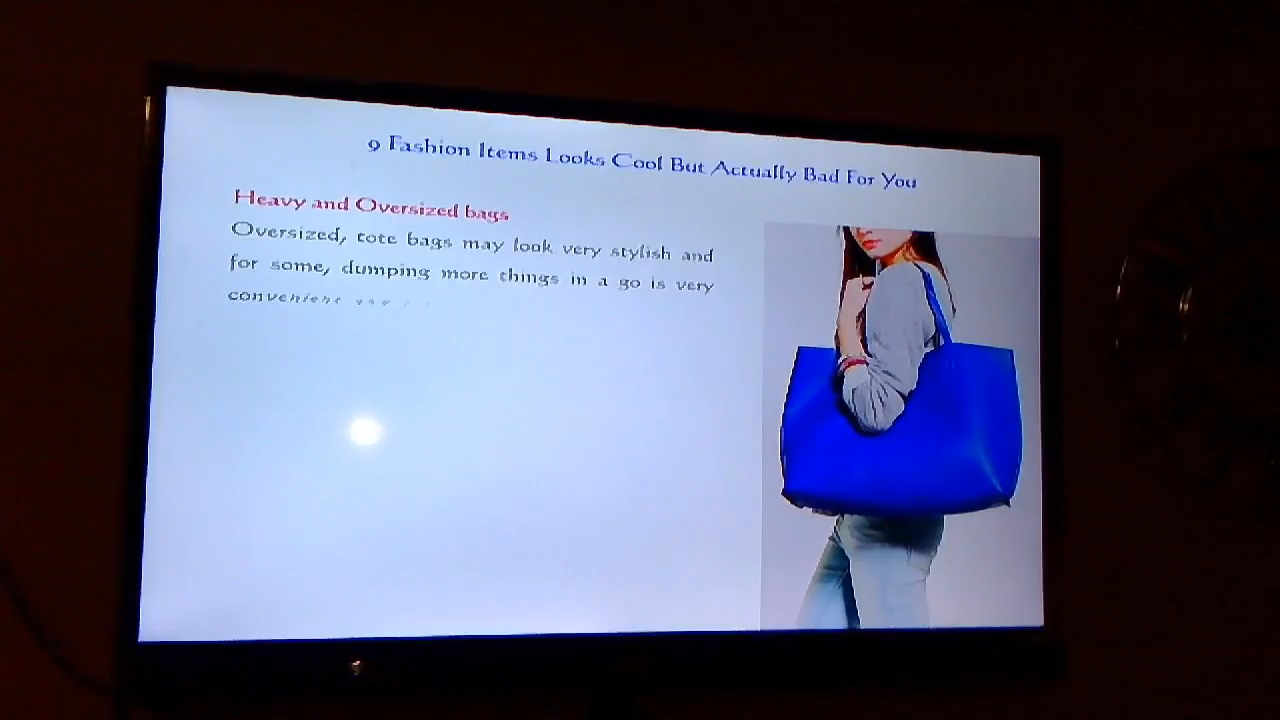 9 Fashion Items Looks Cool But Actually Bad For You
Heavy and Oversized bags
Oversized, tote bags may look very stylish and
for some, dumping more things in a go is very
convenient